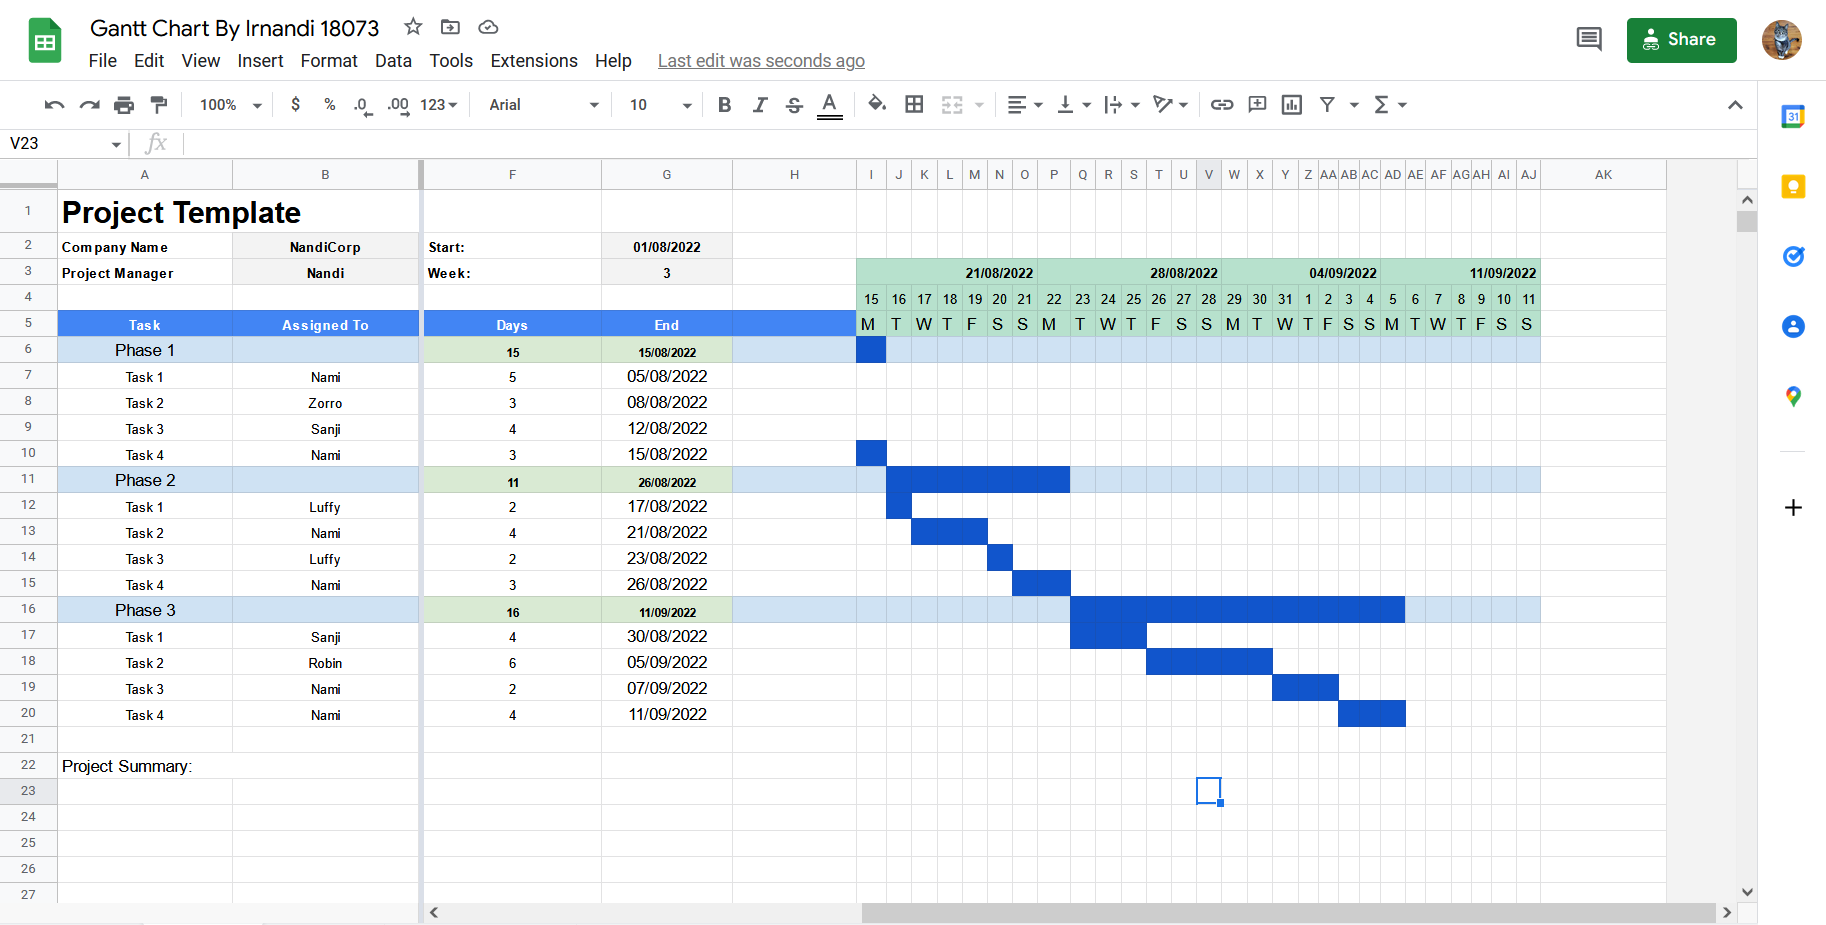 Gantt Chart By Irnandi 18073
File Edit View Insert Format Data Tools Extensions Help Last edit was seconds ago
Share
100% $ % .0 .00 123 Arial 10 B I S A
31
V23 fx
A B F G H I J K L M N O P Q R S T U V W X Y Z AA AB AC AD AE AF AG AH AI AJ AK
1 Project Template
2 Company Name NandiCorp Start: 01/08/2022
3 Project Manager Nandi Week: 3 21/08/2022 28/08/2022 04/09/2022 11/09/2022
4 15 16 17 18 19 20 21 22 23 24 25 26 27 28 29 30 31 1 2 3 4 5 6 7 8 9 10 11
5 Task Assigned To Days End M T W T F S S M T W T F S S M T W T F S S M T W T F S S
6 Phase 1 15 15/08/2022
7 Task 1 Nami 5 05/08/2022
8 Task 2 Zorro 3 08/08/2022
9 Task 3 Sanji 4 12/08/2022
10 Task 4 Nami 3 15/08/2022
11 Phase 2 11 26/08/2022
12 Task 1 Luffy 2 17/08/2022
13 Task 2 Nami 4 21/08/2022
14 Task 3 Luffy 2 23/08/2022
15 Task 4 Nami 3 26/08/2022
16 Phase 3 16 11/09/2022
17 Task 1 Sanji 4 30/08/2022
18 Task 2 Robin 6 05/09/2022
19 Task 3 Nami 2 07/09/2022
20 Task 4 Nami 4 11/09/2022
21
22 Project Summary:
23
24
25
26
27